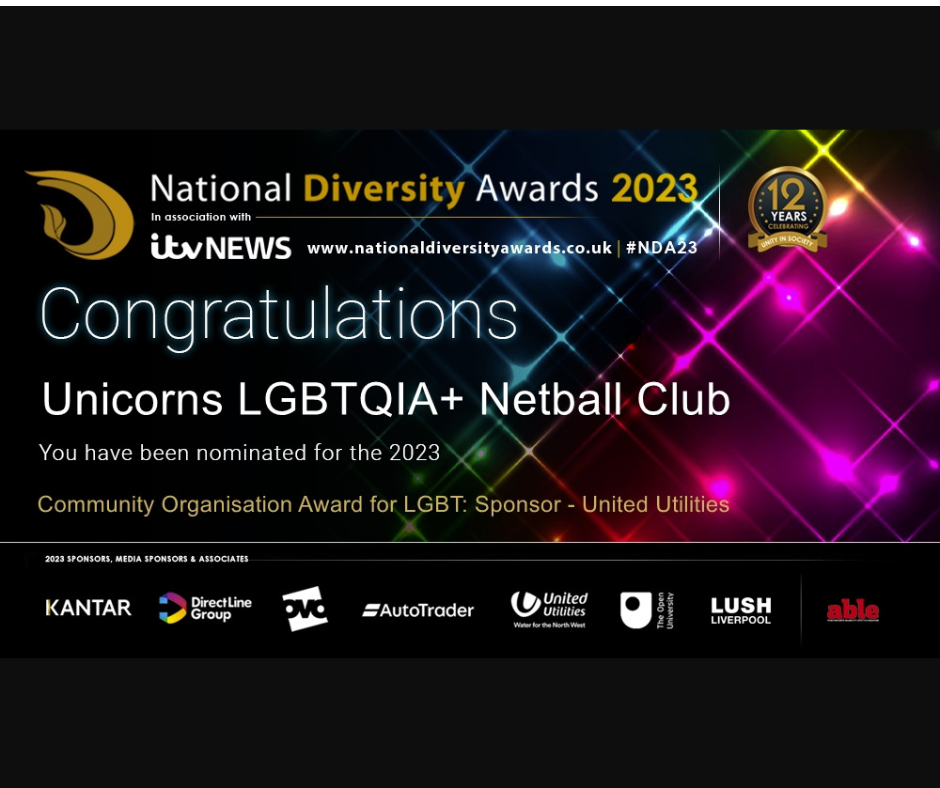 National Diversity Awards 2023
In association with
itv NEWS www.nationaldiversityawards.co.uk | #NDA23
12
YEARS
CELEBRATING
UNITY IN SOCIETY
Congratulations
Unicorns LGBTQIA+ Netball Club
You have been nominated for the 2023
Community Organisation Award for LGBT: Sponsor - United Utilities
2023 SPONSORS, MEDIA SPONSORS & ASSOCIATES
KANTAR
DirectLine
Group
ovo
AutoTrader
United
Utilities
Water for the North West
The Open
University
LUSH
LIVERPOOL
able